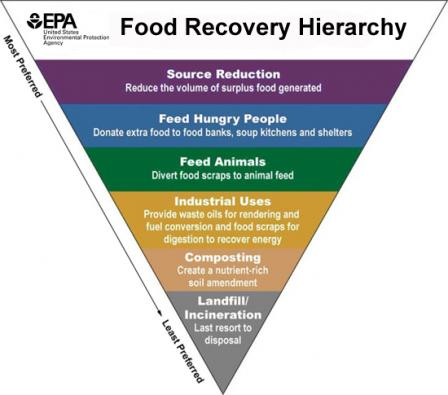 EPA
United States
Environmental Protection
Agency
Food Recovery Hierarchy
Most Preferred
Source Reduction
Reduce the volume of surplus food generated
Feed Hungry People
Donate extra food to food banks, soup kitchens and shelters
Feed Animals
Divert food scraps to animal feed
Industrial Uses
Provide waste oils for rendering and
fuel conversion and food scraps for
digestion to recover energy
Composting
Create a nutrient-rich
soil amendment
Landfill/
Incineration
Last resort to
disposal
Least Preferred